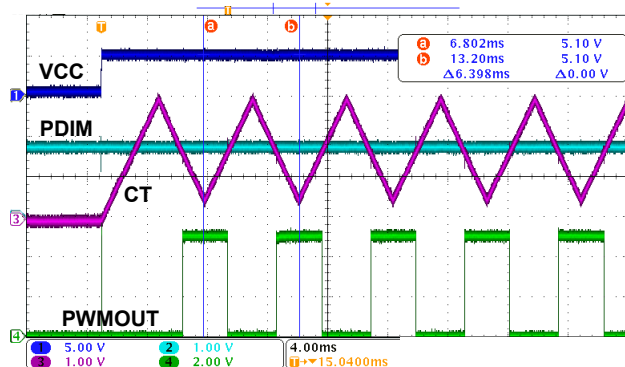 T
T
a
b
a 6.802ms 5.10 V
b 13.20ms 5.10 V
Δ6.398ms Δ0.00 V
VCC
1
PDIM
CT
3
PWMOUT
4
1 5.00 V 2 1.00 V 4.00ms
3 1.00 V 4 2.00 V T→▼15.0400ms